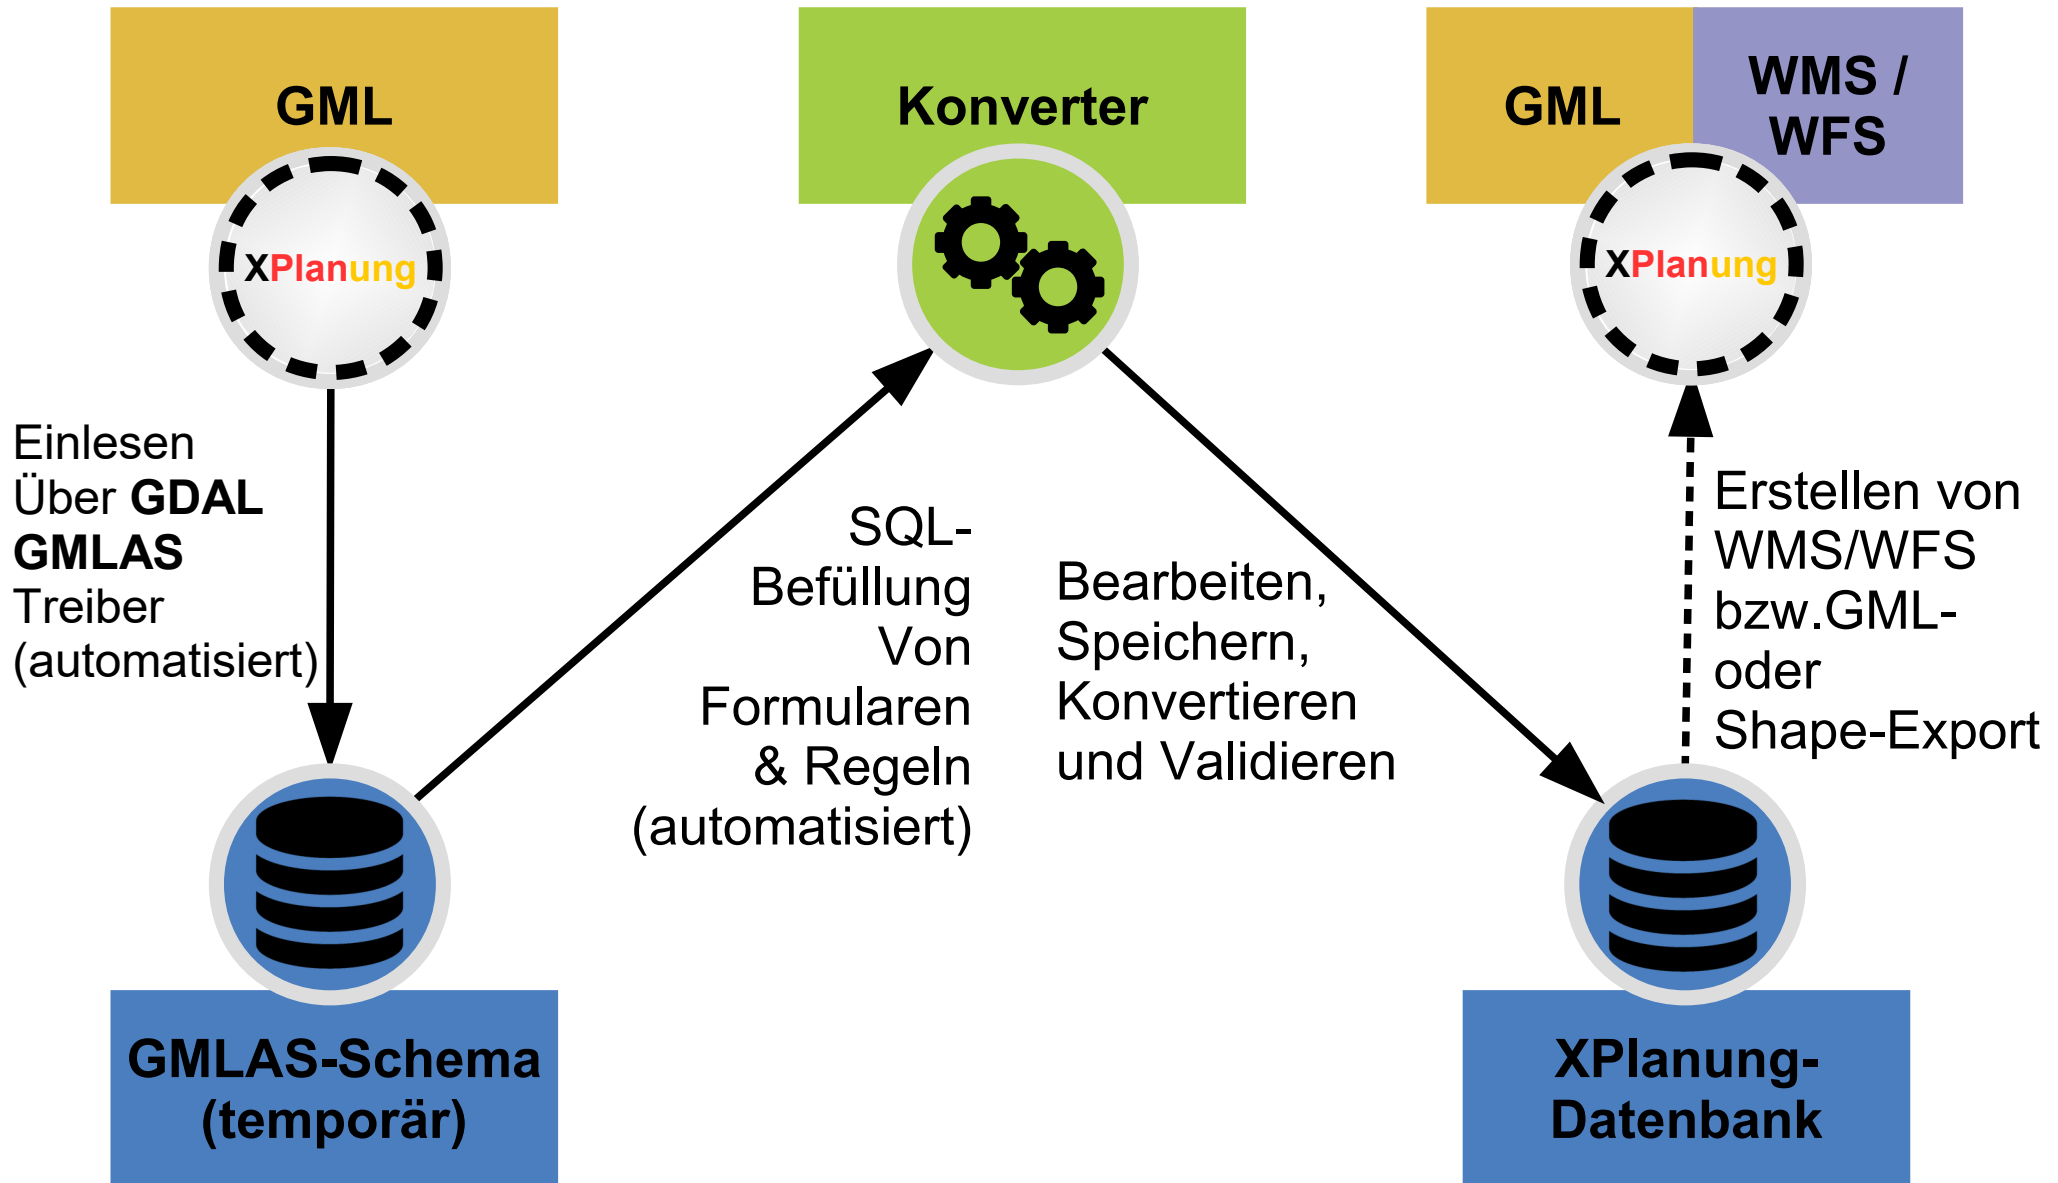 GML
XPlanung
Einlesen
Über GDAL
GMLAS
Treiber
(automatisiert)
GMLAS-Schema
(temporär)
Konverter
SQL-
Befüllung
Von
Formularen
& Regeln
(automatisiert)
Bearbeiten,
Speichern,
Konvertieren
und Validieren
GML
WMS /
WFS
XPlanung
Erstellen von
WMS/WFS
bzw.GML-
oder
Shape-Export
XPlanung-
Datenbank